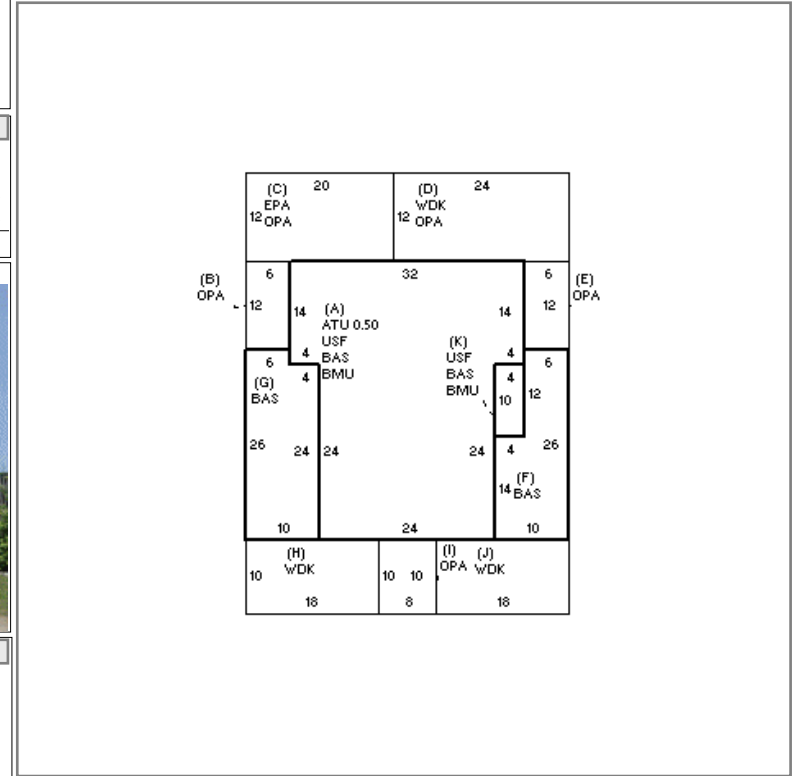 (C)
EPA
OPA
20
12
(D)
WDK
OPA
24
12
(B)
OPA
6
12
32
6
12
(E)
OPA
14
(A)
ATU 0.50
USF
BAS
BMU
14
4
4
(K)
USF
BAS
BMU
4
4
10
6
(G)
BAS
26
24
24
10
6
12
26
24
4
14
(F)
BAS
10
24
(H)
WDK
10
18
10
10
8
(I)
OPA
(J)
WDK
18